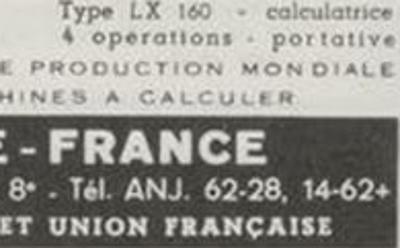 Type LX 160 - calculatrice
4 operations - portative
E PRODUCTION MONDIALE
HINES A CALCULER
E - FRANCE
8e - Tél. ANJ. 62-28, 14-62+
ET UNION FRANÇAISE